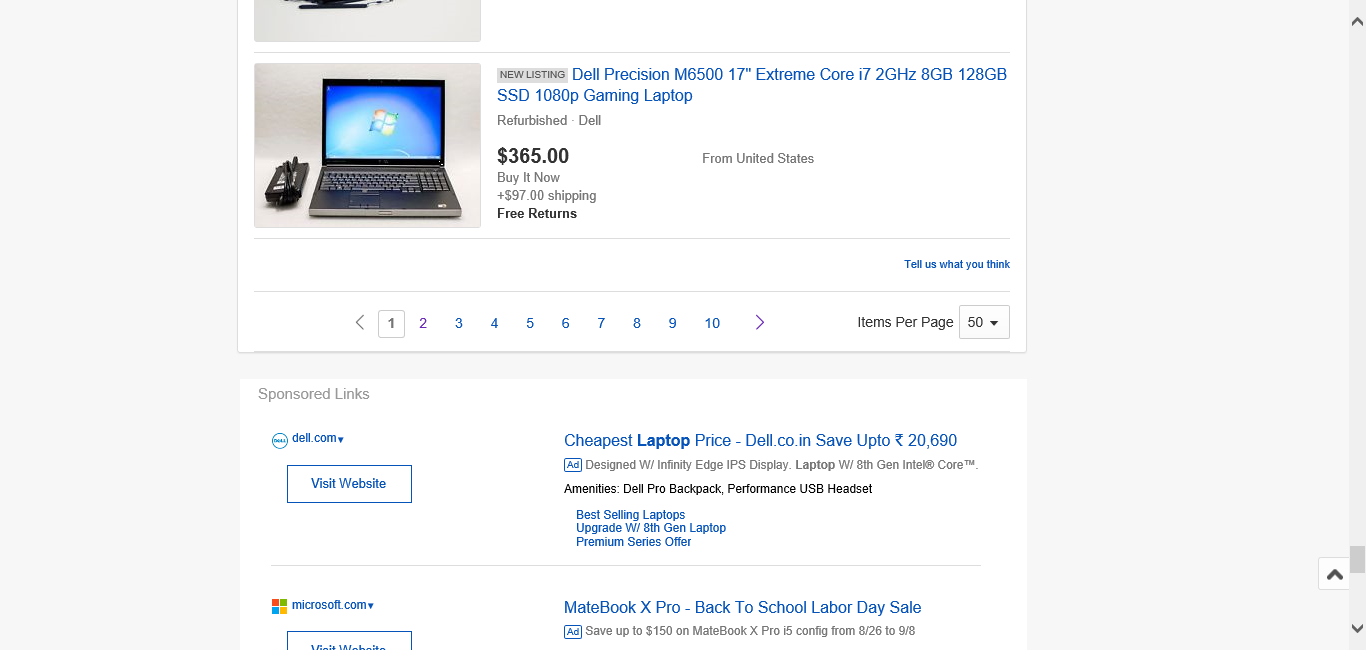 NEW LISTING Dell Precision M6500 17" Extreme Core i7 2GHz 8GB 128GB
SSD 1080p Gaming Laptop
Refurbished · Dell
$365.00
From United States
Buy It Now
+$97.00 shipping
Free Returns
Tell us what you think
1 2 3 4 5 6 7 8 9 10
Items Per Page 50
Sponsored Links
dell.com
Visit Website
Cheapest Laptop Price - Dell.co.in Save Upto ₹ 20,690
Ad Designed W/ Infinity Edge IPS Display. Laptop W/ 8th Gen Intel® Core™.
Amenities: Dell Pro Backpack, Performance USB Headset
Best Selling Laptops
Upgrade W/ 8th Gen Laptop
Premium Series Offer
microsoft.com
Visit Website
MateBook X Pro - Back To School Labor Day Sale
Ad Save up to $150 on MateBook X Pro i5 config from 8/26 to 9/8